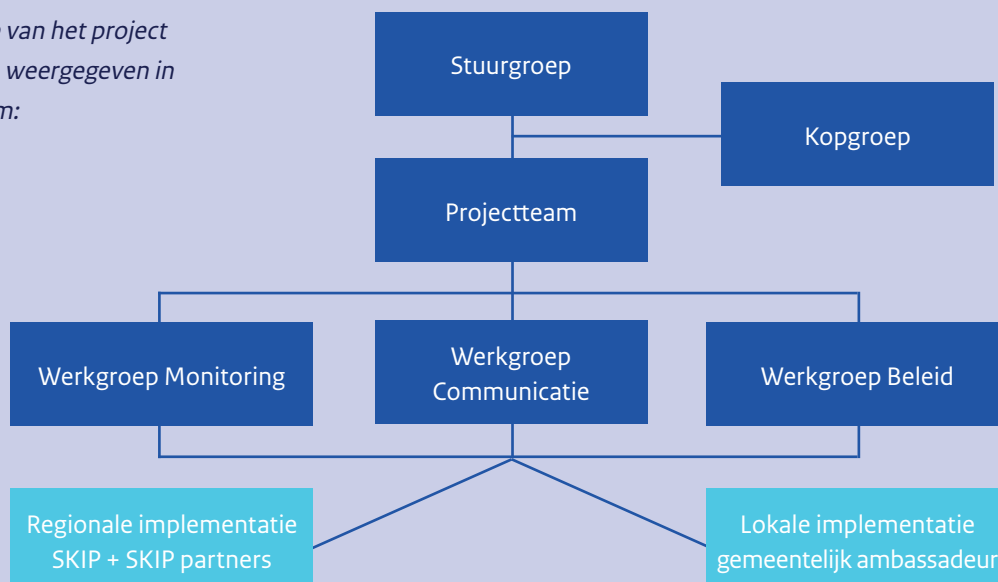 van het project
weergegeven in
m:
Stuurgroep
Kopgroep
Projectteam
Werkgroep Monitoring
Werkgroep
Communicatie
Werkgroep Beleid
Regionale implementatie
SKIP + SKIP partners
Lokale implementatie
gemeentelijk ambassadeur